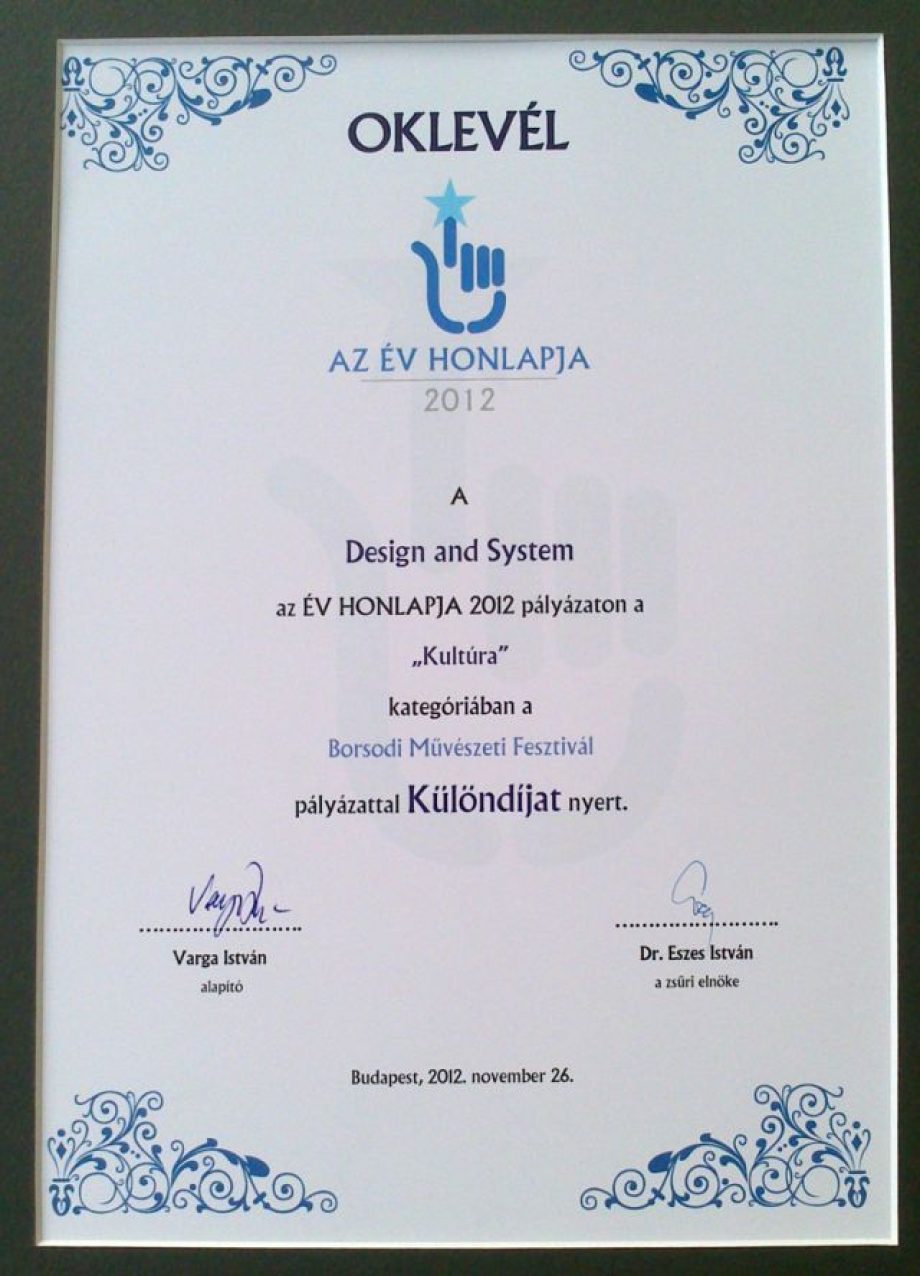 OKLEVÉL
AZ ÉV HONLAPJA
2012
A
Design and System
az ÉV HONLAPJA 2012 pályázaton a
„Kultúra”
kategóriában a
Borsodi Művészeti Fesztivál
pályázattal Különdíjat nyert.
Varga István
alapító
Dr. Eszes István
a zsűri elnöke
Budapest, 2012. november 26.